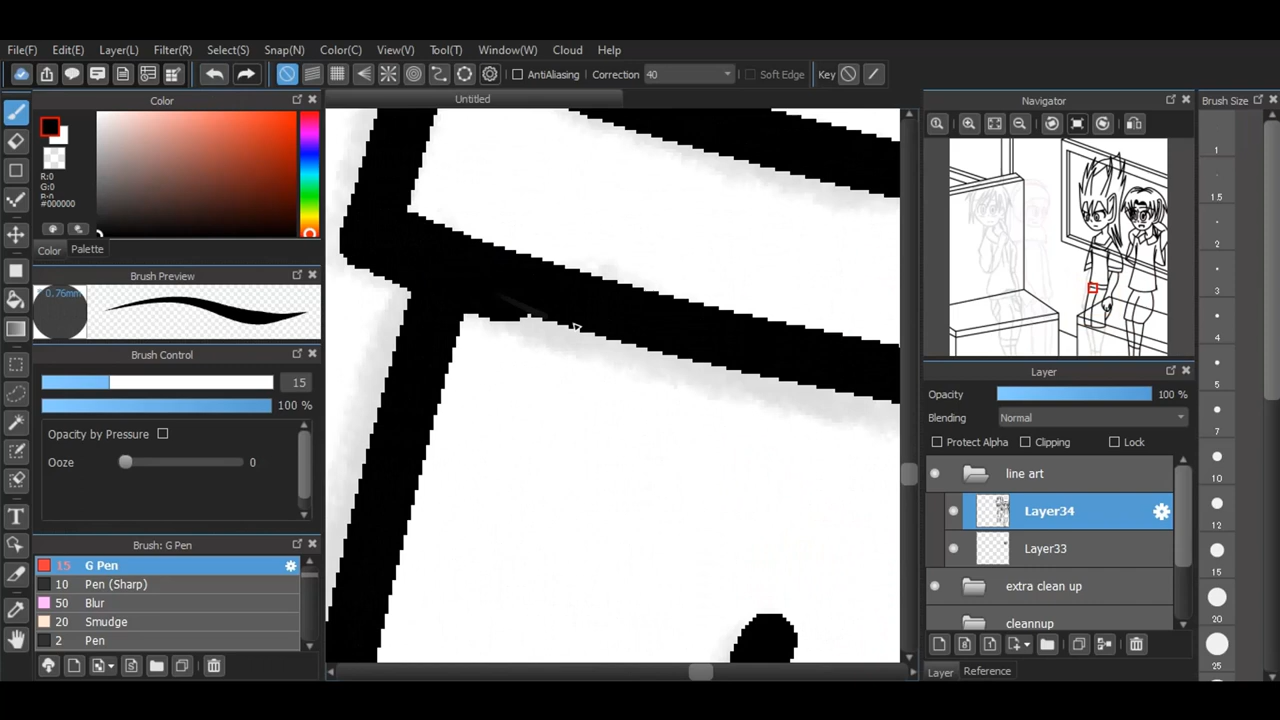 File(F) Edit(E) Layer(L) Filter(R) Select(S) Snap(N) Color(C) View(V) Tool(T) Window(W) Cloud Help
AntiAliasing Correction 40 Soft Edge Key
Color
Untitled
Navigator
Brush Size
R:0
G:0
#000000
Color Palette
Brush Preview
0.76mm
Brush Control
15
100 %
Opacity by Pressure
Ooze 0
Brush: G Pen
15 G Pen
10 Pen (Sharp)
50 Blur
20 Smudge
2 Pen
Layer
Opacity 100 %
Blending Normal
Protect Alpha Clipping Lock
line art
Layer34
Layer33
extra clean up
cleannup
Layer Reference
1
1.5
2
3
4
5
7
10
12
15
20
25